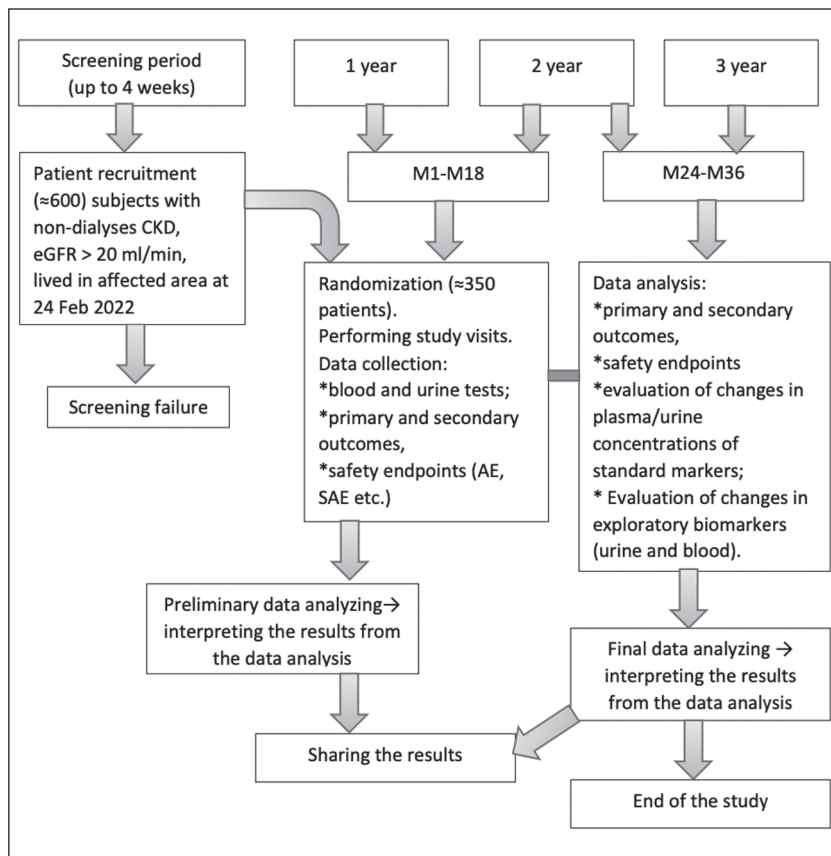 Screening period
(up to 4 weeks)
1 year
2 year
3 year
Patient recruitment
(≈600) subjects with
non-dialyses CKD,
eGFR > 20 ml/min,
lived in affected area at
24 Feb 2022
M1-M18
M24-M36
Screening failure
Randomization (≈350
patients).
Performing study visits.
Data collection:
*blood and urine tests;
*primary and secondary
outcomes,
*safety endpoints (AE,
SAE etc.)
Data analysis:
*primary and secondary
outcomes,
*safety endpoints
*evaluation of changes in
plasma/urine
concentrations of
standard markers;
* Evaluation of changes in
exploratory biomarkers
(urine and blood).
Preliminary data analyzing→
interpreting the results from
the data analysis
Final data analyzing →
interpreting the results
from the data analysis
Sharing the results
End of the study